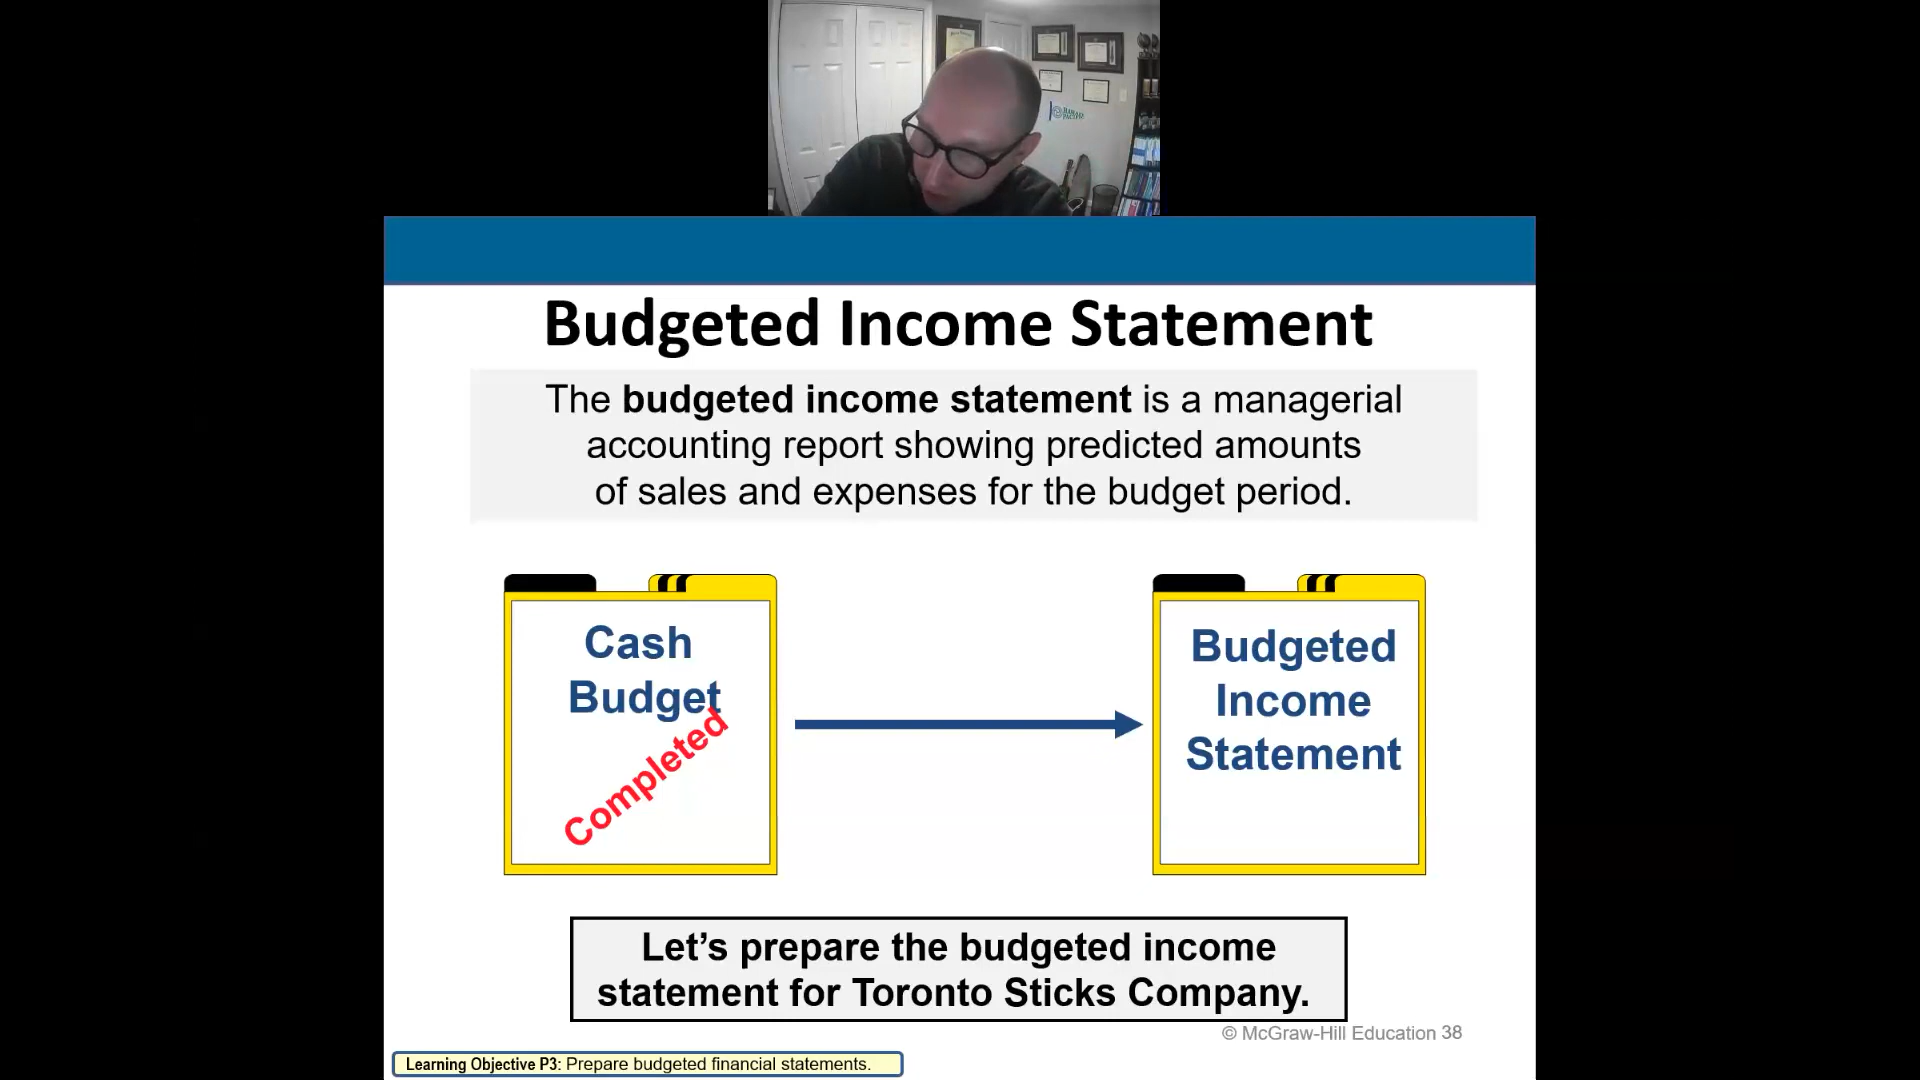 Budgeted Income Statement
The budgeted income statement is a managerial
accounting report showing predicted amounts
of sales and expenses for the budget period.
Cash
Budget
Completed
Budgeted
Income
Statement
Let’s prepare the budgeted income
statement for Toronto Sticks Company.
© McGraw-Hill Education 38
Learning Objective P3: Prepare budgeted financial statements.